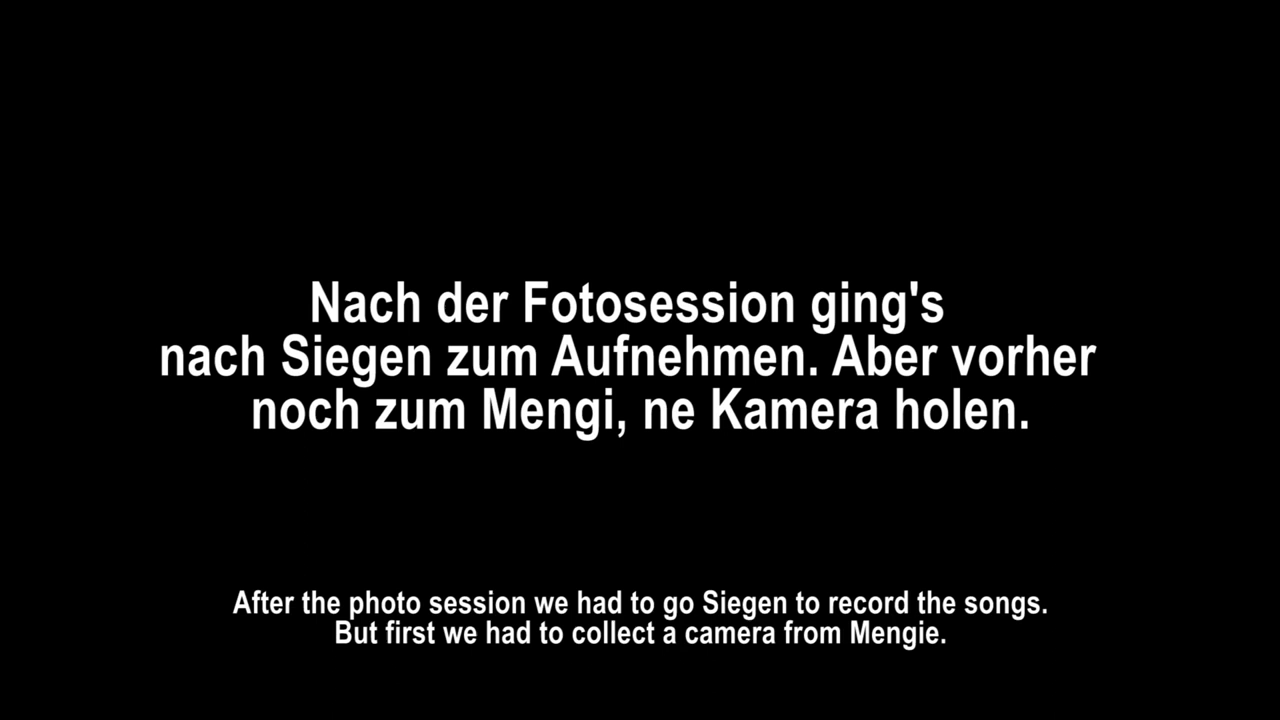 Nach der Fotosession ging's
nach Siegen zum Aufnehmen. Aber vorher
noch zum Mengi, ne Kamera holen.
After the photo session we had to go Siegen to record the songs.
But first we had to collect a camera from Mengie.